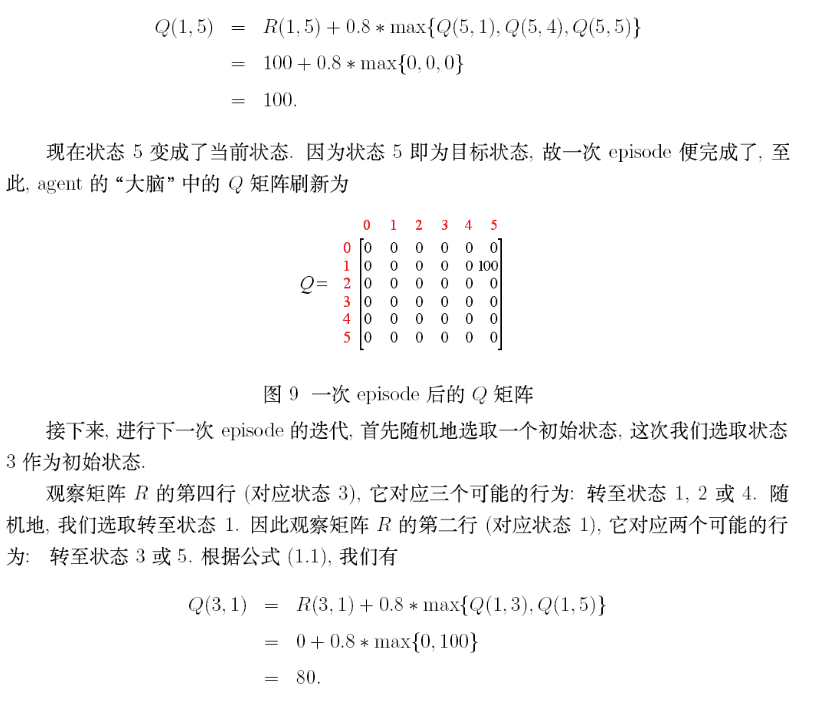 Q(1, 5) = R(1, 5) + 0.8 ∗ max{Q(5, 1), Q(5, 4), Q(5, 5)}
= 100 + 0.8 ∗ max{0, 0, 0}
= 100.
现在状态 5 变成了当前状态. 因为状态 5 即为目标状态, 故一次 episode 便完成了, 至
此, agent 的 “大脑” 中的 Q 矩阵刷新为
0 1 2 3 4 5
0 0 0 0 0 0 0
1 0 0 0 0 0 100
Q= 2 0 0 0 0 0 0
3 0 0 0 0 0 0
4 0 0 0 0 0 0
5 0 0 0 0 0 0
图 9 一次 episode 后的 Q 矩阵
接下来, 进行下一次 episode 的迭代, 首先随机地选取一个初始状态, 这次我们选取状态
3 作为初始状态.
观察矩阵 R 的第四行 (对应状态 3), 它对应三个可能的行为: 转至状态 1, 2 或 4. 随
机地, 我们选取转至状态 1. 因此观察矩阵 R 的第二行 (对应状态 1), 它对应两个可能的行
为: 转至状态 3 或 5. 根据公式 (1.1), 我们有
Q(3, 1) = R(3, 1) + 0.8 ∗ max{Q(1, 3), Q(1, 5)}
= 0 + 0.8 ∗ max{0, 100}
= 80.